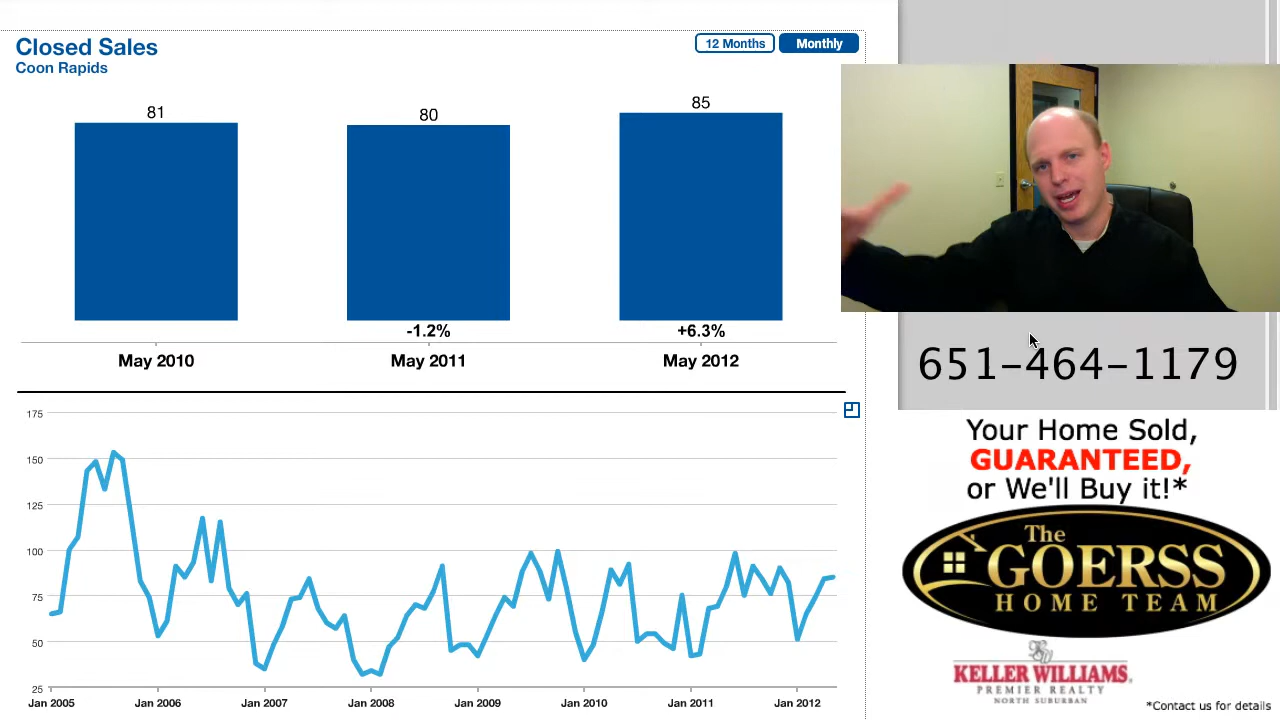 Closed Sales
Coon Rapids
12 Months
Monthly
81
80
85
-1.2%
+6.3%
May 2010
May 2011
May 2012
175
150
125
100
75
50
25
Jan 2005
Jan 2006
Jan 2007
Jan 2008
Jan 2009
Jan 2010
Jan 2011
Jan 2012
651-464-1179
Your Home Sold,
GUARANTEED,
or We'll Buy it!*
The
GOERSS
HOME TEAM
KW
KELLER WILLIAMS.
PREMIER REALTY
NORTH SUBURBAN
*Contact us for details